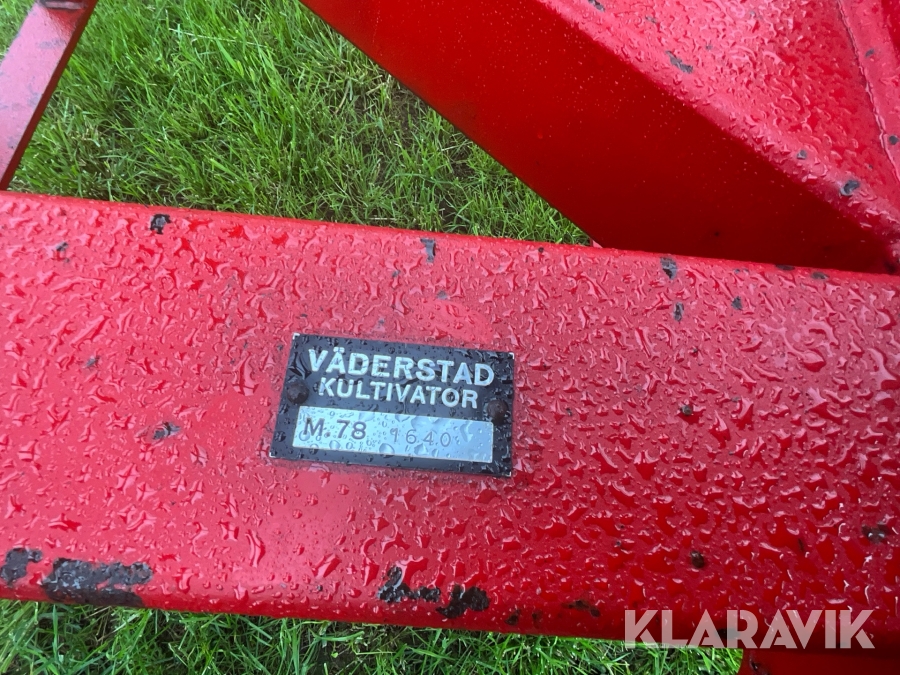 VÄDERSTAD
KULTIVATOR
M.78 1640
KLARAVIK